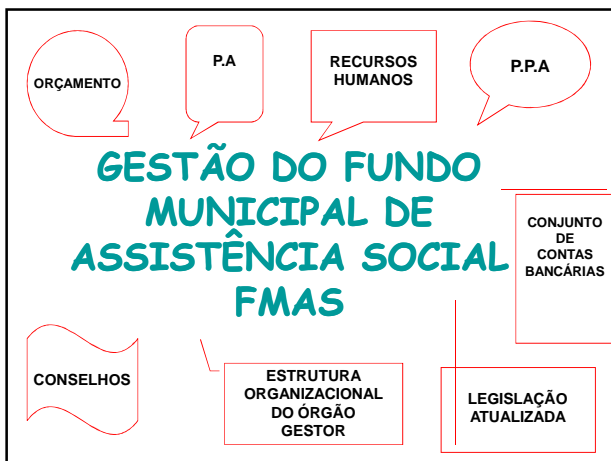 ORÇAMENTO
P.A
RECURSOS
HUMANOS
P.P.A
GESTÃO DO FUNDO
MUNICIPAL DE
ASSISTÊNCIA SOCIAL
FMAS
CONJUNTO
DE
CONTAS
BANCÁRIAS
CONSELHOS
ESTRUTURA
ORGANIZACIONAL
DO ÓRGÃO
GESTOR
LEGISLAÇÃO
ATUALIZADA